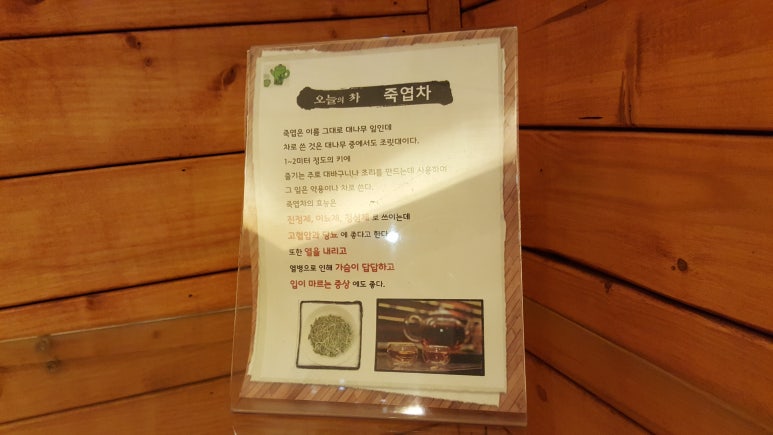 오늘의 차 죽엽차
죽엽은 이름 그대로 대나무 잎인데
차로 쓴 것은 대나무 중에서도 조릿대이다.
1~2미터 정도의 키에
줄기는 주로 대바구니나 조리를 만드는데 사용하여
그 잎은 약용이나 차로 쓴다.
죽엽차의 효능은
진정제, 이뇨제, 청심제 로 쓰이는데
고혈압과 당뇨 에 좋다고 한다.
또한 열을 내리고
열병으로 인해 가슴이 답답하고
입이 마르는 증상 에도 좋다.